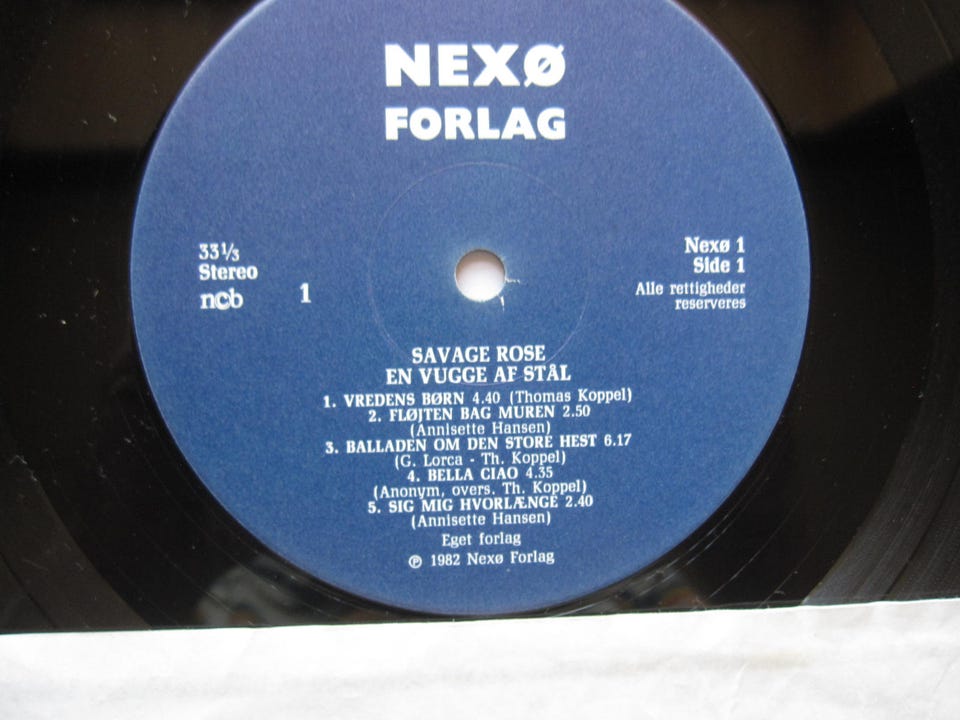 NEXØ
FORLAG
33⅓
Stereo
ncb
1
Nexø 1
Side 1
Alle rettigheder
reserveres
SAVAGE ROSE
EN VUGGE AF STÅL
1. VREDENS BØRN 4.40 (Thomas Koppel)
2. FLØJTEN BAG MUREN 2.50
(Annisette Hansen)
3. BALLADEN OM DEN STORE HEST 6.17
(G. Lorca - Th. Koppel)
4. BELLA CIAO 4.35
(Anonym, overs. Th. Koppel)
5. SIG MIG HVORLÆNGE 2.40
(Annisette Hansen)
Eget forlag
℗ 1982 Nexø Forlag